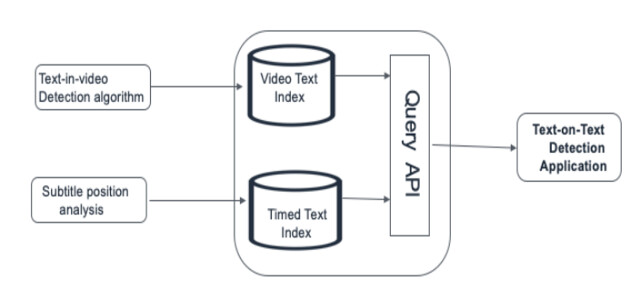 Text-in-video
Detection algorithm
Video Text
Index
Query API
Text-on-Text
Detection
Application
Subtitle position
analysis
Timed Text
Index